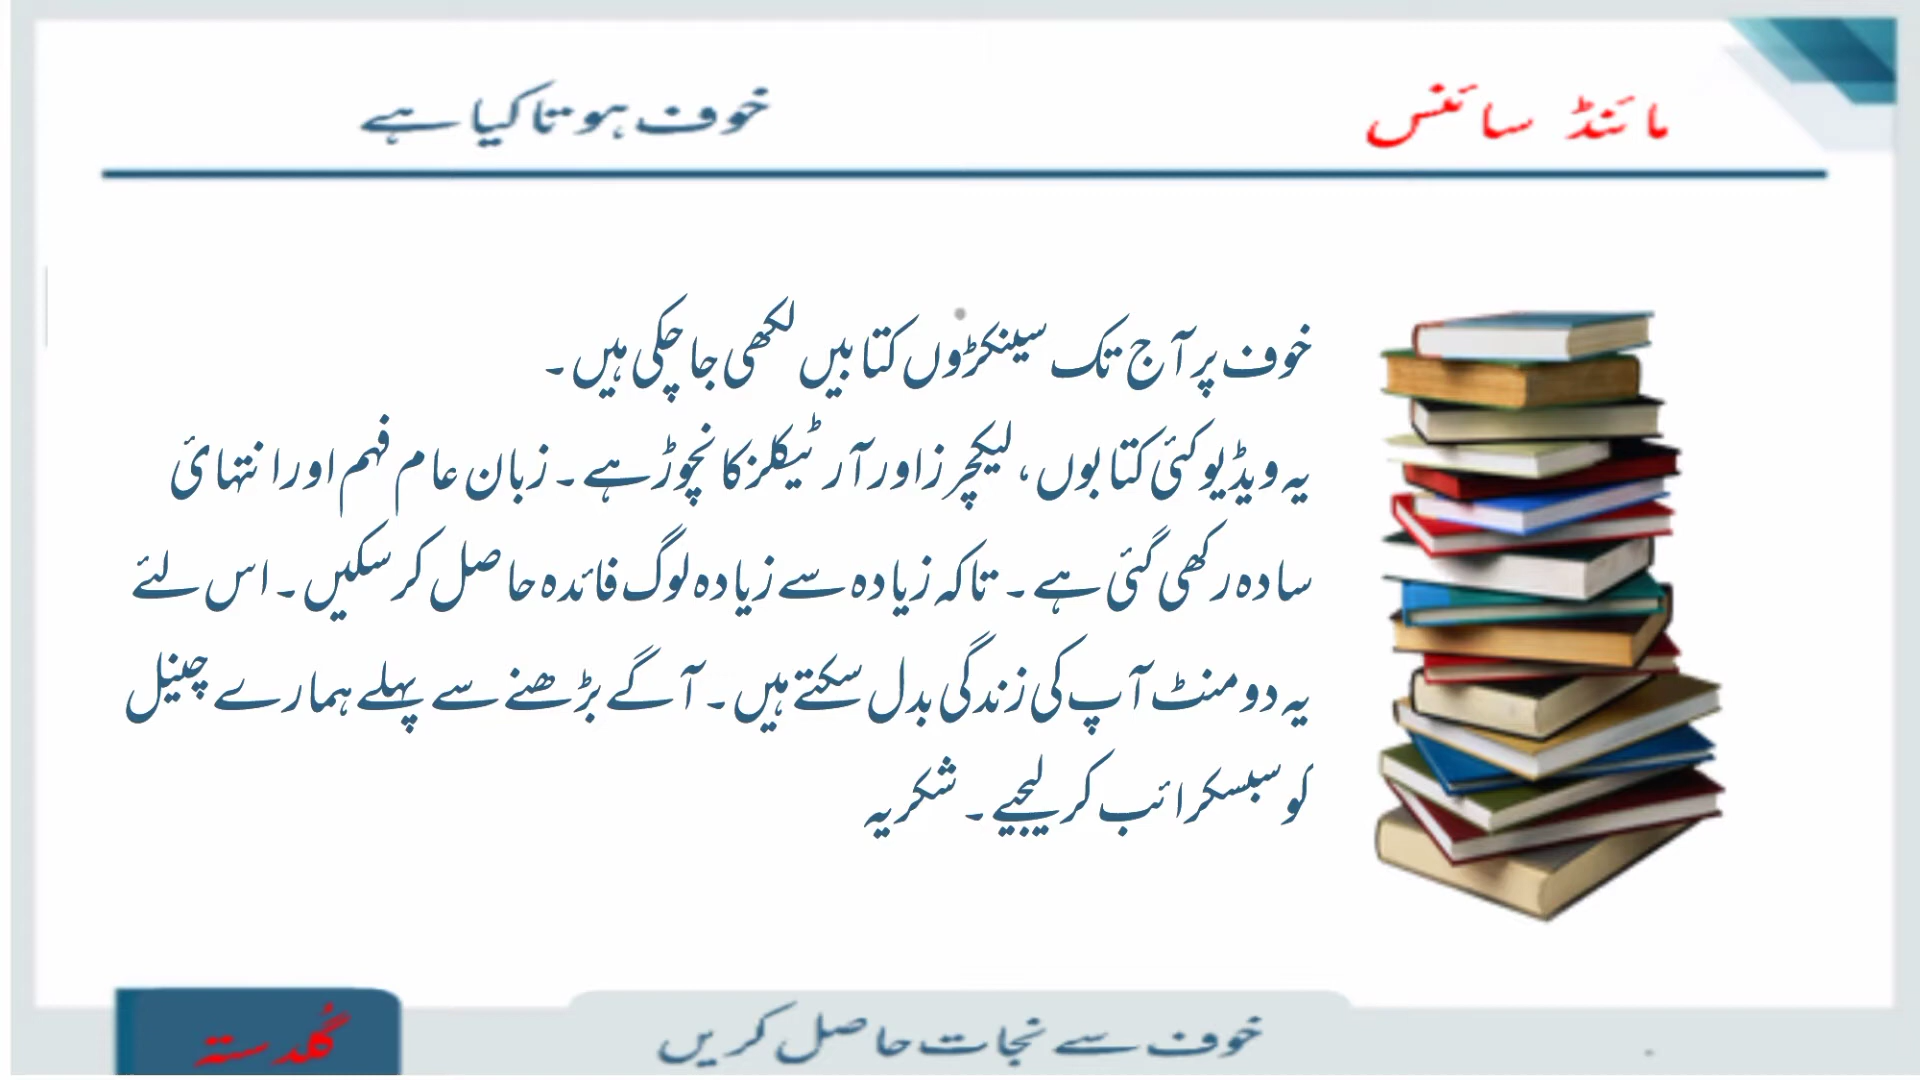 مائنڈ سائنس
خوف ہوتا کیا ہے
خوف پر آج تک سینکڑوں کتابیں لکھی جا چکی ہیں۔
یہ ویڈیو کئی کتابوں، لیکچرز اور آرٹیکلز کا نچوڑ ہے۔ زبان عام فہم اور انتہائ
سادہ رکھی گئی ہے۔ تاکہ زیادہ سے زیادہ لوگ فائدہ حاصل کر سکیں۔ اس لئے
یہ دو منٹ آپ کی زندگی بدل سکتے ہیں۔ آگے بڑھنے سے پہلے ہمارے چینل
کو سبسکرائب کر لیجیے۔ شکریہ
خوف سے نجات حاصل کریں
گلدستہ